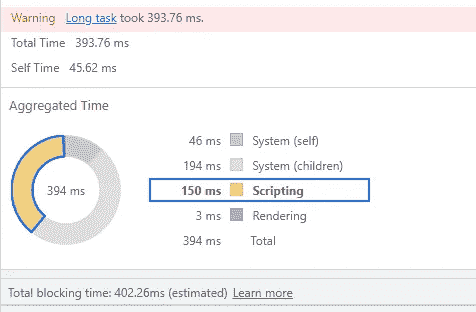 Warning Long task took 393.76 ms.
Total Time 393.76 ms
Self Time 45.62 ms
Aggregated Time
394 ms
46 ms System (self)
194 ms System (children)
150 ms Scripting
3 ms Rendering
394 ms Total
Total blocking time: 402.26ms (estimated) Learn more